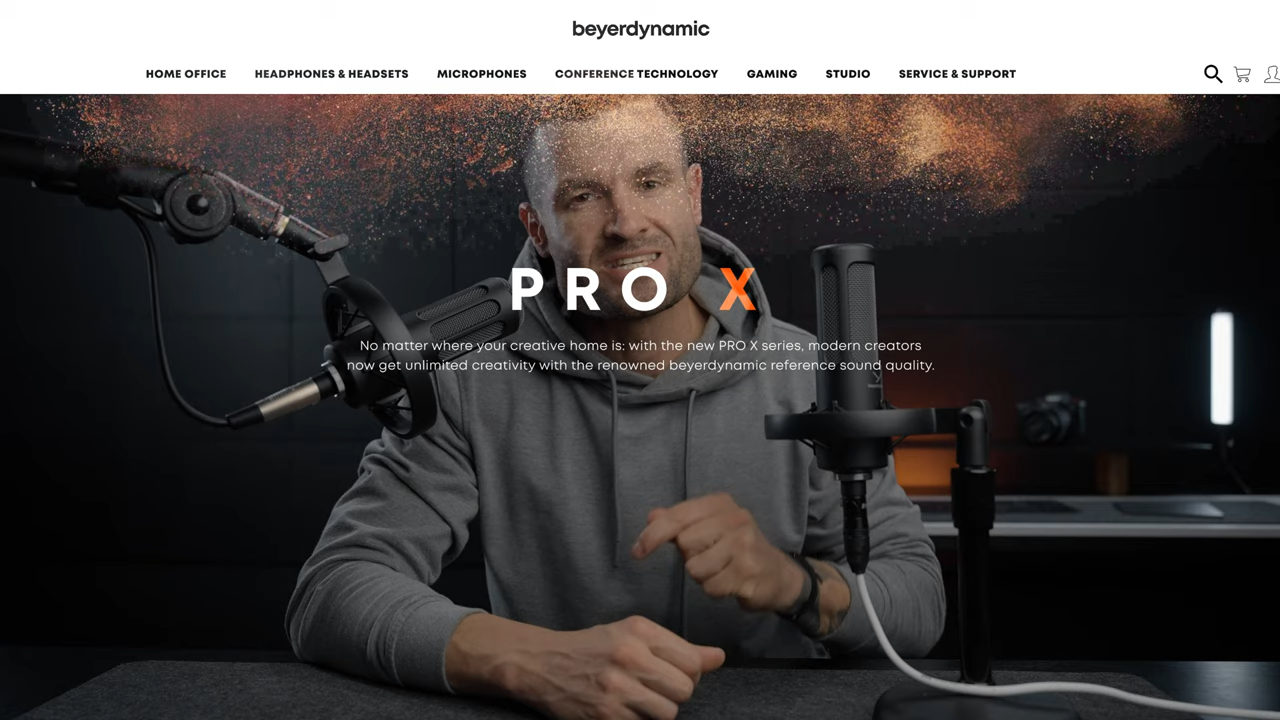 beyerdynamic
HOME OFFICE HEADPHONES & HEADSETS MICROPHONES CONFERENCE TECHNOLOGY GAMING STUDIO SERVICE & SUPPORT
PRO X
No matter where your creative home is: with the new PRO X series, modern creators
now get unlimited creativity with the renowned beyerdynamic reference sound quality.